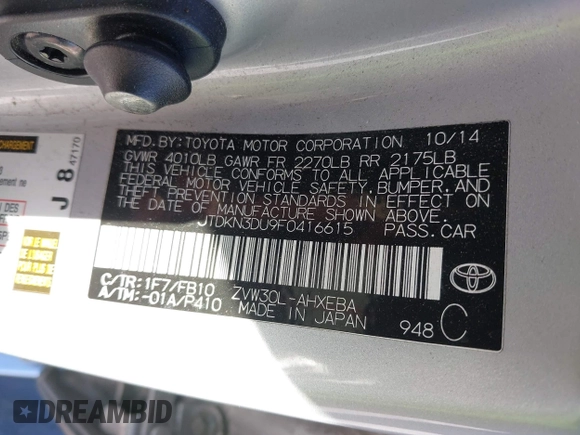 MFD. BY: TOYOTA MOTOR CORPORATION 10/14
GVWR 4010LB GAWR FR 2270LB RR 2175LB
THIS VEHICLE CONFORMS TO ALL APPLICABLE
FEDERAL MOTOR VEHICLE SAFETY, BUMPER, AND
THEFT PREVENTION STANDARDS IN EFFECT ON
THE DATE OF MANUFACTURE SHOWN ABOVE.
JTDKN3DU9F0416615 PASS. CAR
C/TR: 1F7/FB10 ZVW30L-AHXEBA
A/TM: -01A/P410 MADE IN JAPAN
TOYOTA
948 C
J 8
47170
DREAMBID